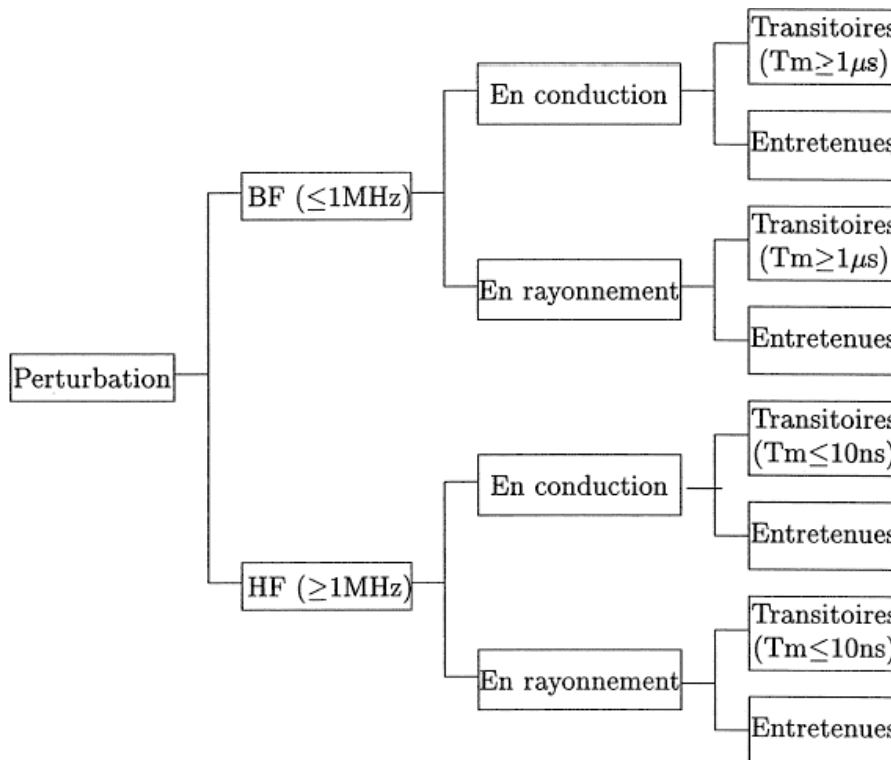 Transitoires
(Tm≥1μs)
En conduction
Entretenues
BF (≤1MHz)
Transitoires
(Tm≥1μs)
En rayonnement
Entretenues
Perturbation
Transitoires
(Tm≤10ns)
En conduction
Entretenues
HF (≥1MHz)
Transitoires
(Tm≤10ns)
En rayonnement
Entretenues